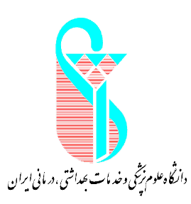 دانشگاه علوم پزشکی و خدمات بهداشتی ، درمانی ایران